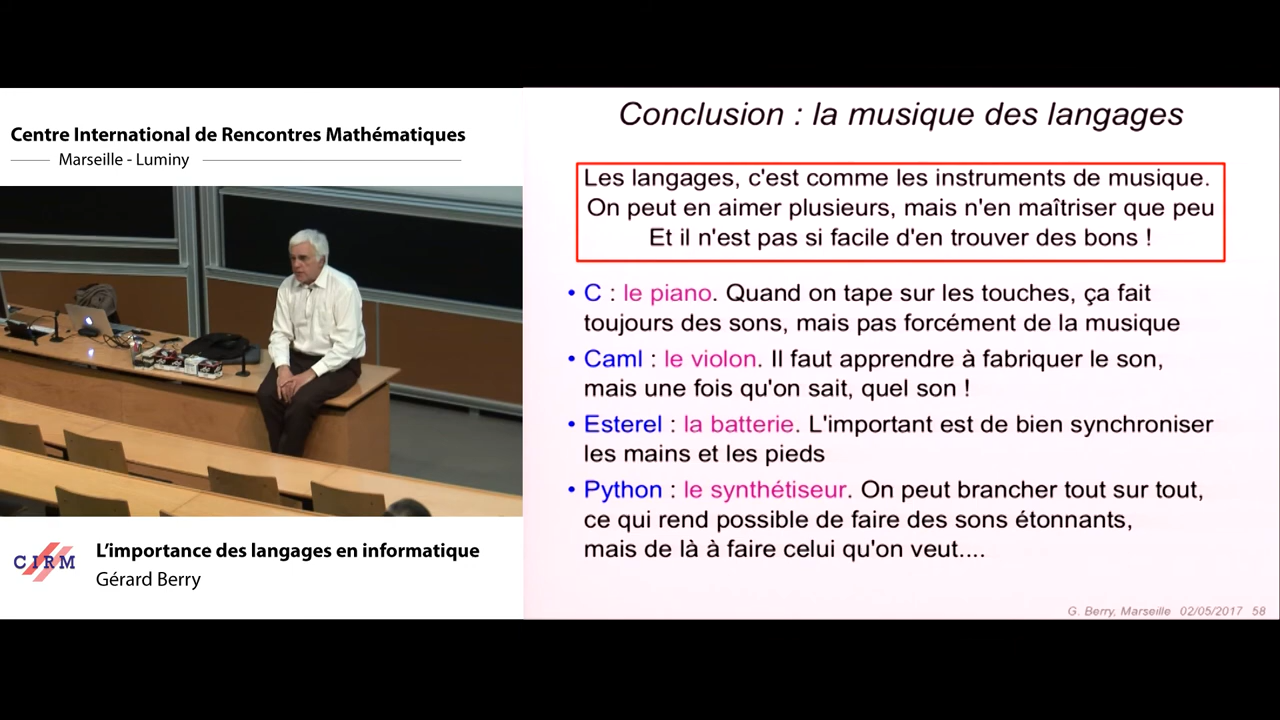 Centre International de Rencontres Mathématiques
Marseille - Luminy
CIRM
L'importance des langages en informatique
Gérard Berry
Conclusion : la musique des langages
Les langages, c'est comme les instruments de musique.
On peut en aimer plusieurs, mais n'en maîtriser que peu
Et il n'est pas si facile d'en trouver des bons !
• C : le piano. Quand on tape sur les touches, ça fait
toujours des sons, mais pas forcément de la musique
• Caml : le violon. Il faut apprendre à fabriquer le son,
mais une fois qu'on sait, quel son !
• Esterel : la batterie. L'important est de bien synchroniser
les mains et les pieds
• Python : le synthétiseur. On peut brancher tout sur tout,
ce qui rend possible de faire des sons étonnants,
mais de là à faire celui qu'on veut....
G. Berry, Marseille 02/05/2017 58